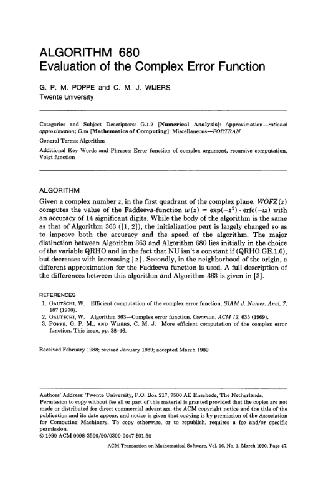 ALGORITHM 680
Evaluation of the Complex Error Function
G. P. M. POPPE and C. M. J. WIJERS
Twente University
Categories and Subject Descriptors: G.1.2 [Numerical Analysis]: Approximation—rational
approximation; G.m [Mathematics of Computing]: Miscellaneous—FORTRAN
General Terms: Algorithm
Additional Key Words and Phrases: Error function of complex argument, recursive computation,
Voigt function
ALGORITHM
Given a complex number z, in the first quadrant of the complex plane. WOFZ(z)
computes the value of the Faddeeva-function w(z) = exp(−z²) · erfc(−iz) with
an accuracy of 14 significant digits. While the body of the algorithm is the same
as that of Algorithm 363 ([1, 2]), the initialization part is largely changed so as
to improve both the accuracy and the speed of the algorithm. The major
distinction between Algorithm 363 and Algorithm 680 lies initially in the choice
of the variable QRHO and in the fact that NU isn't a constant if (QRHO.GE.1.0),
but decreases with increasing |z|. Secondly, in the neighborhood of the origin, a
different approximation for the Faddeeva function is used. A full description of
the differences between this algorithm and Algorithm 363 is given in [3].
REFERENCES
1. GAUTSCHI, W. Efficient computation of the complex error function. SIAM J. Numer. Anal. 7,
187 (1970).
2. GAUTSCHI, W. Algorithm 363—Complex error function. Commun. ACM 12, 635 (1969).
3. POPPE, G. P. M., AND WIJERS, C. M. J. More efficient computation of the complex error
function. This issue, pp. 38–46.
Received February 1988; revised January 1989; accepted March 1989
Authors' Address: Twente University, P.O. Box 217, 7500 AE Enschede, The Netherlands.
Permission to copy without fee all or part of this material is granted provided that the copies are not
made or distributed for direct commercial advantage, the ACM copyright notice and the title of the
publication and its date appear, and notice is given that copying is by permission of the Association
for Computing Machinery. To copy otherwise, or to republish, requires a fee and/or specific
permission.
© 1990 ACM
ACM Transactions on Mathematical Software, Vol. 16, No. 1, March 1990, Page 47.